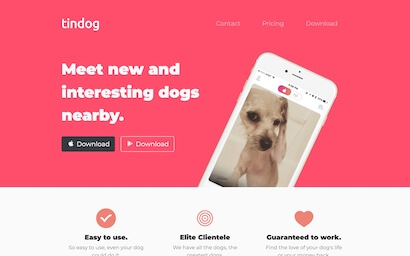 tindog
Contact Pricing Download
Meet new and
interesting dogs
nearby.
Download Download
Easy to use. Elite Clientele Guaranteed to work.
So easy to use, even your dog We have all the dogs, the Find the love of your dog's life
could do it. greatest dogs. or your money back.